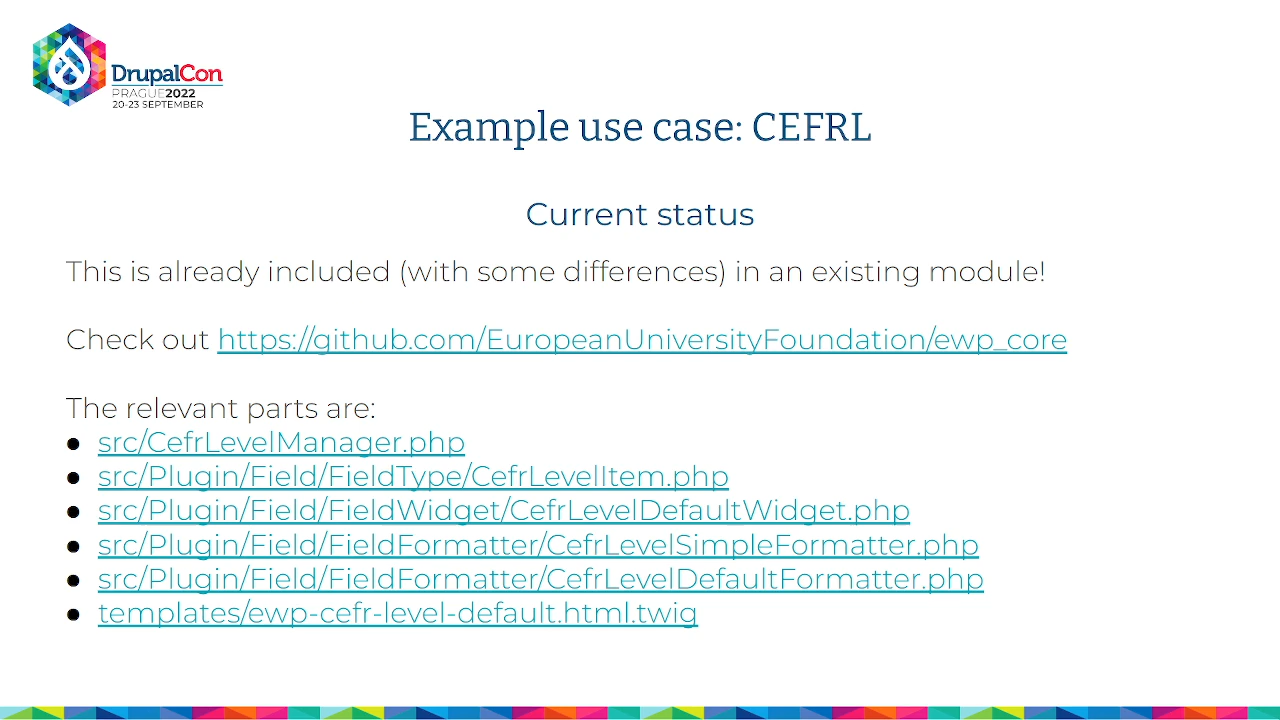 DrupalCon
PRAGUE2022
20-23 SEPTEMBER
Example use case: CEFRL
Current status
This is already included (with some differences) in an existing module!
Check out https://github.com/EuropeanUniversityFoundation/ewp_core
The relevant parts are:
● src/CefrLevelManager.php
● src/Plugin/Field/FieldType/CefrLevelItem.php
● src/Plugin/Field/FieldWidget/CefrLevelDefaultWidget.php
● src/Plugin/Field/FieldFormatter/CefrLevelSimpleFormatter.php
● src/Plugin/Field/FieldFormatter/CefrLevelDefaultFormatter.php
● templates/ewp-cefr-level-default.html.twig